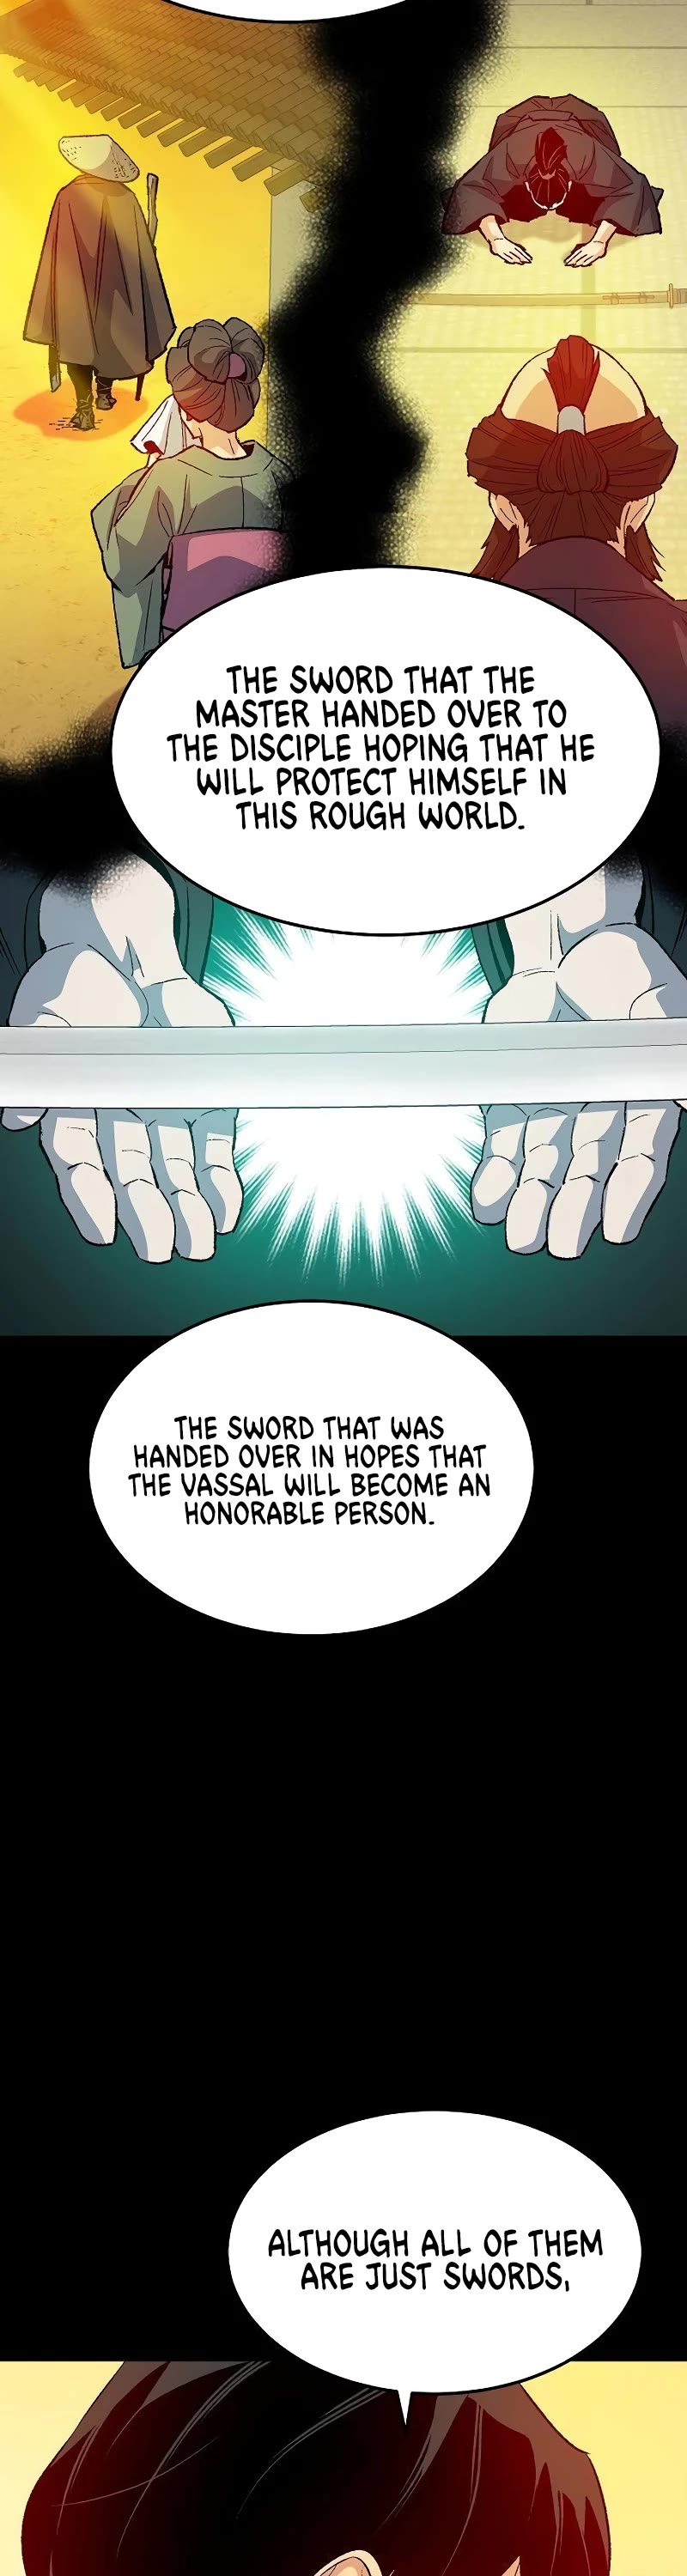 THE SWORD THAT THE
MASTER HANDED OVER TO
THE DISCIPLE HOPING THAT HE
WILL PROTECT HIMSELF IN
THIS ROUGH WORLD.
THE SWORD THAT WAS
HANDED OVER IN HOPES THAT
THE VASSAL WILL BECOME AN
HONORABLE PERSON.
ALTHOUGH ALL OF THEM
ARE JUST SWORDS,